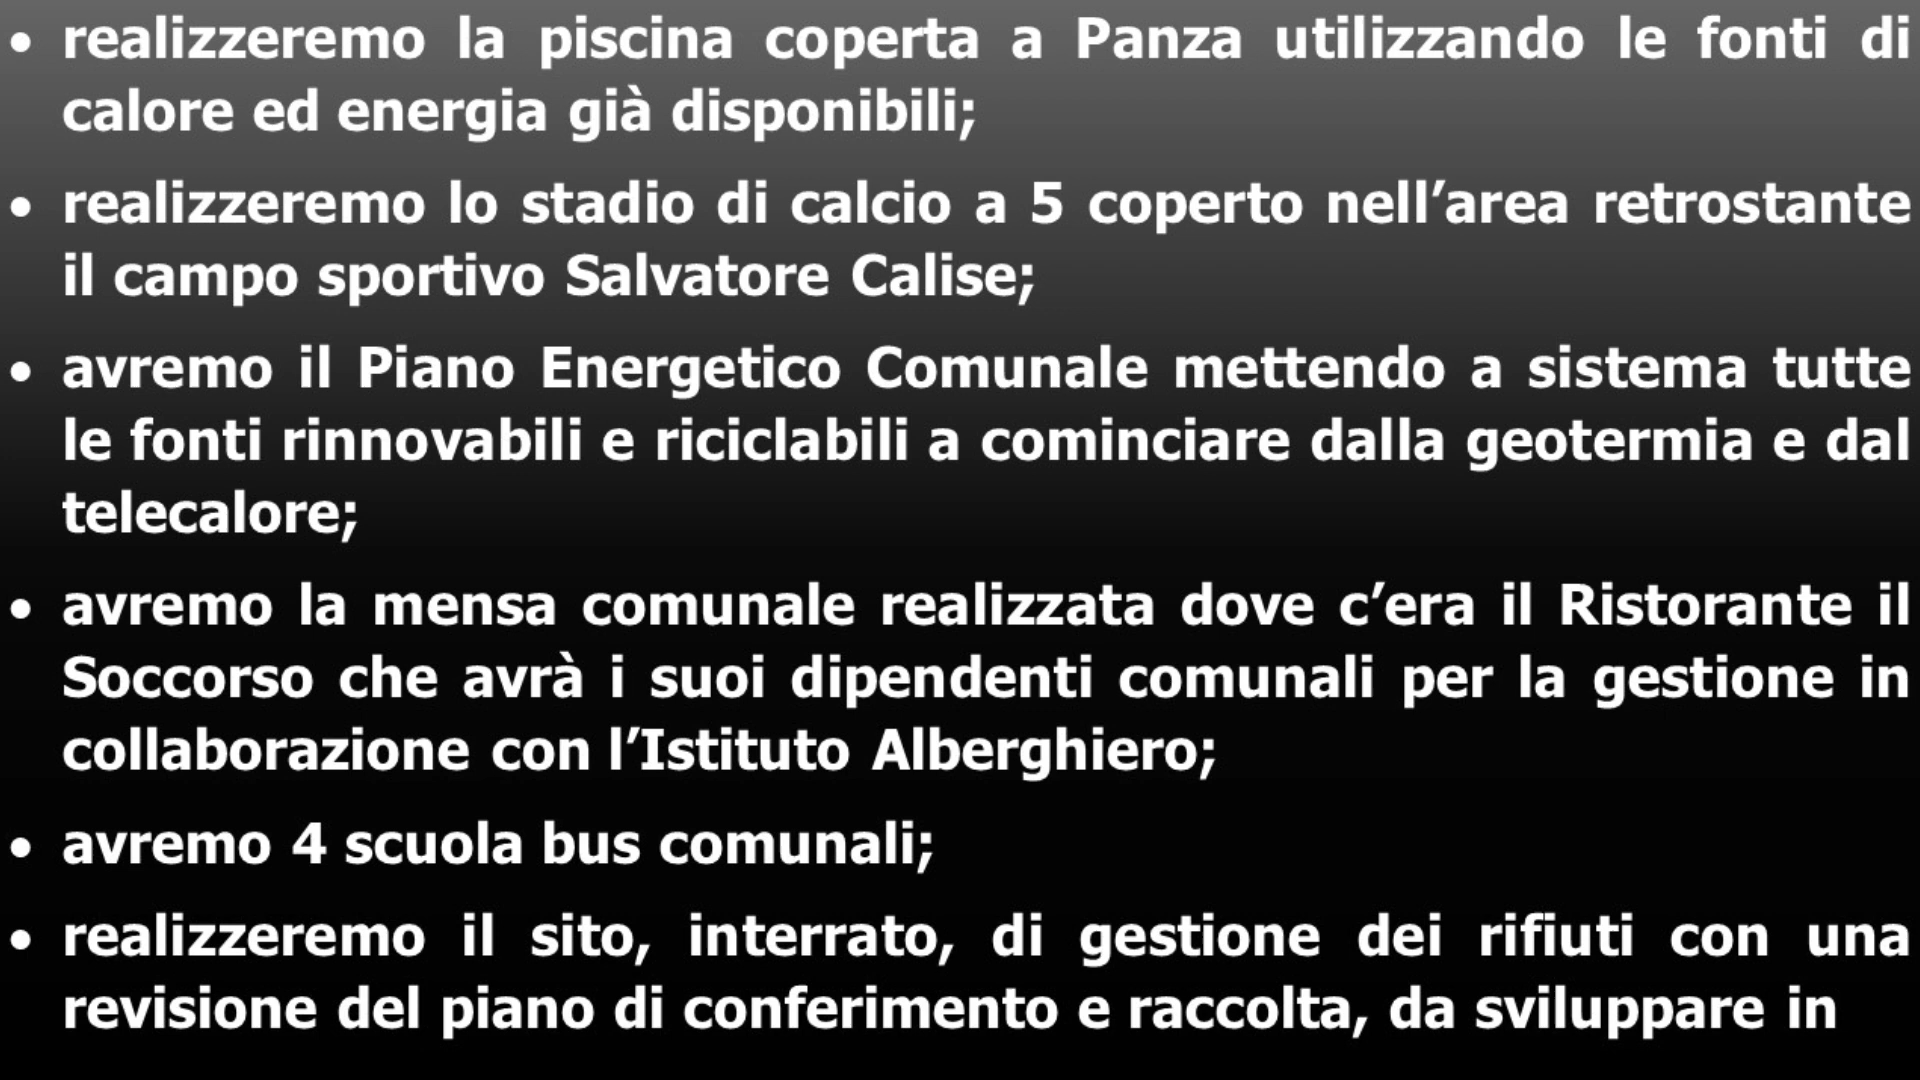 • realizzeremo la piscina coperta a Panza utilizzando le fonti di
calore ed energia già disponibili;
• realizzeremo lo stadio di calcio a 5 coperto nell’area retrostante
il campo sportivo Salvatore Calise;
• avremo il Piano Energetico Comunale mettendo a sistema tutte
le fonti rinnovabili e riciclabili a cominciare dalla geotermia e dal
telecalore;
• avremo la mensa comunale realizzata dove c’era il Ristorante il
Soccorso che avrà i suoi dipendenti comunali per la gestione in
collaborazione con l’Istituto Alberghiero;
• avremo 4 scuola bus comunali;
• realizzeremo il sito, interrato, di gestione dei rifiuti con una
revisione del piano di conferimento e raccolta, da sviluppare in